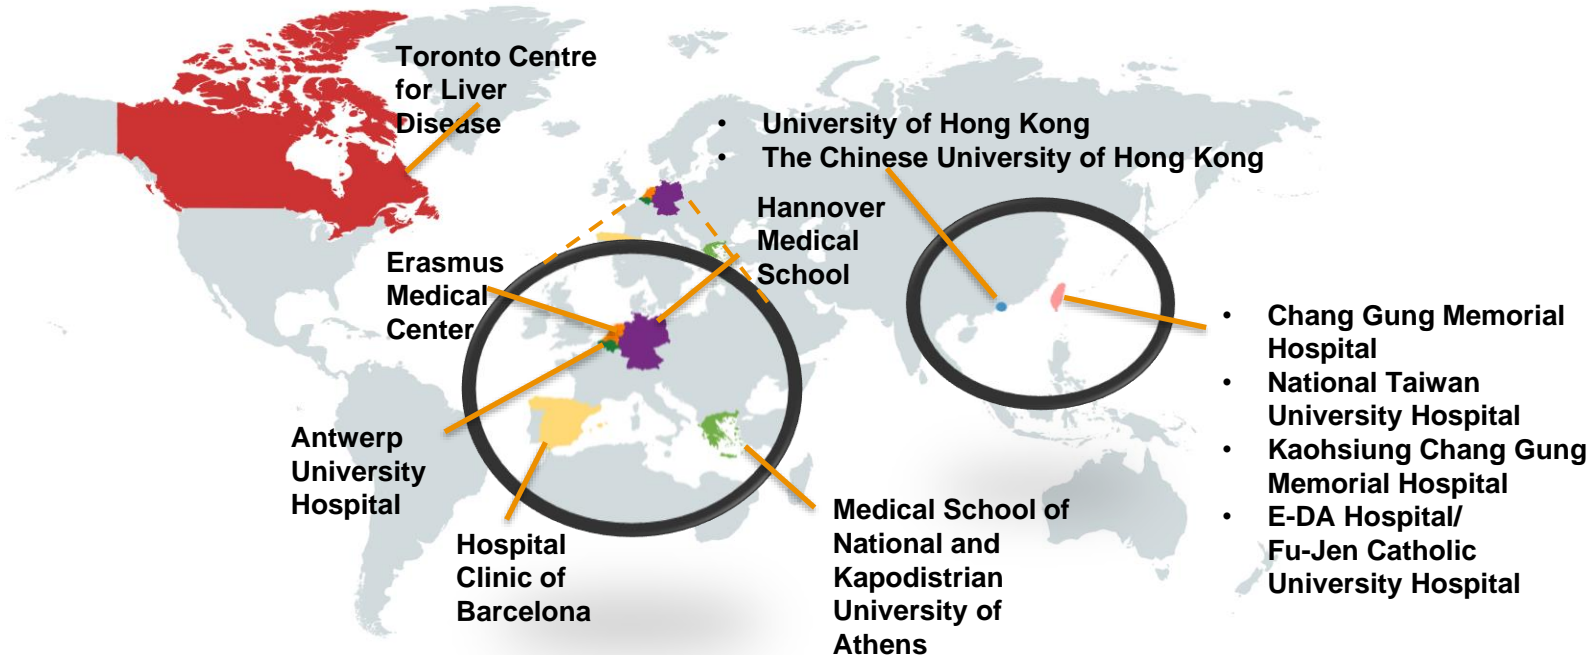 Toronto Centre
for Liver
Disease
• University of Hong Kong
• The Chinese University of Hong Kong
Hannover
Medical
School
Erasmus
Medical
Center
Antwerp
University
Hospital
Hospital
Clinic of
Barcelona
Medical School of
National and
Kapodistrian
University of
Athens
• Chang Gung Memorial
Hospital
• National Taiwan
University Hospital
• Kaohsiung Chang Gung
Memorial Hospital
• E-DA Hospital/
Fu-Jen Catholic
University Hospital